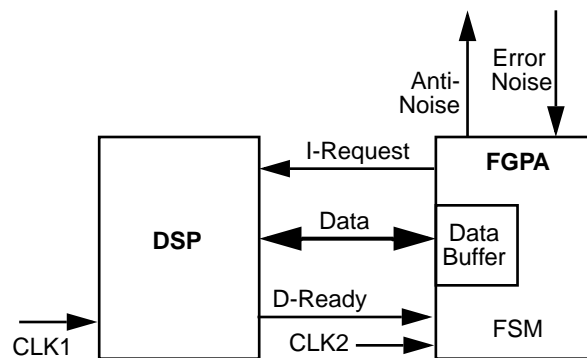 Anti-
Noise
Error
Noise
I-Request
FGPA
DSP
Data
Data
Buffer
D-Ready
CLK1
CLK2
FSM